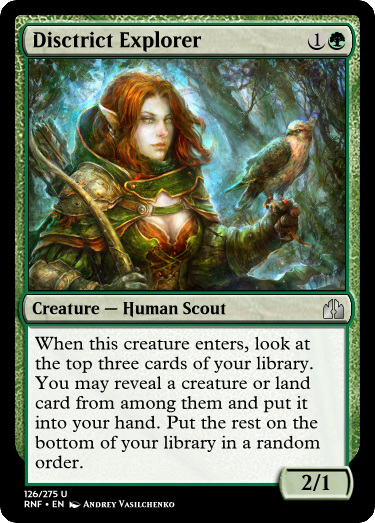 Disctrict Explorer 1
Creature — Human Scout
When this creature enters, look at
the top three cards of your library.
You may reveal a creature or land
card from among them and put it
into your hand. Put the rest on the
bottom of your library in a random
order.
2/1
126/275 U
RNF • EN Andrey Vasilchenko